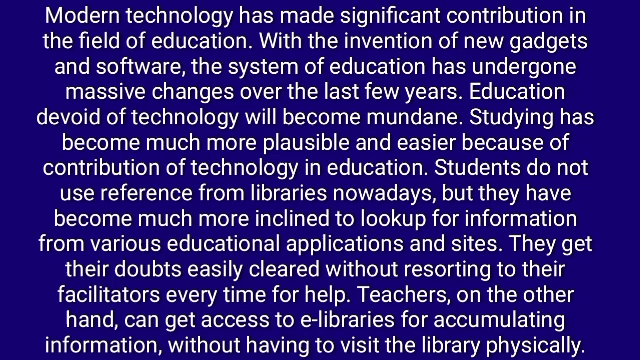 Modern technology has made significant contribution in
the field of education. With the invention of new gadgets
and software, the system of education has undergone
massive changes over the last few years. Education
devoid of technology will become mundane. Studying has
become much more plausible and easier because of
contribution of technology in education. Students do not
use reference from libraries nowadays, but they have
become much more inclined to lookup for information
from various educational applications and sites. They get
their doubts easily cleared without resorting to their
facilitators every time for help. Teachers, on the other
hand, can get access to e-libraries for accumulating
information, without having to visit the library physically.